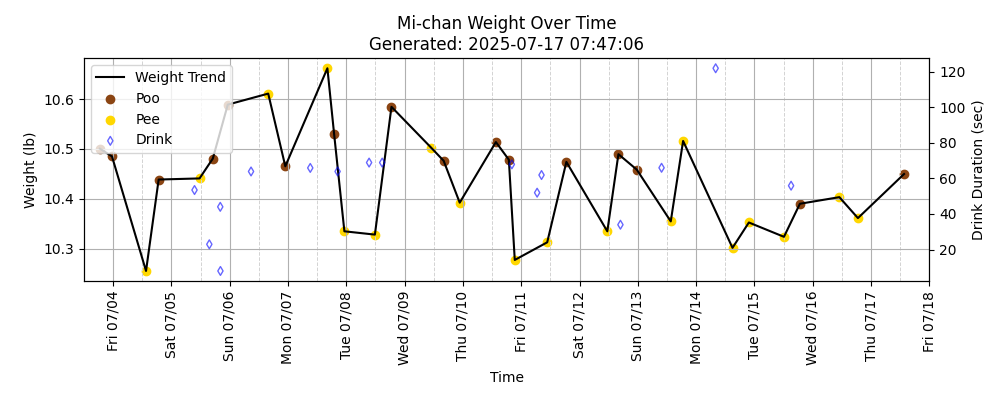 Mi-chan Weight Over Time
Generated: 2025-07-17 07:47:06
Weight Trend
Poo
Pee
Drink
Weight (lb)
10.6
10.5
10.4
10.3
Drink Duration (sec)
120
100
80
60
40
20
Fri 07/04
Sat 07/05
Sun 07/06
Mon 07/07
Tue 07/08
Wed 07/09
Thu 07/10
Fri 07/11
Sat 07/12
Sun 07/13
Mon 07/14
Tue 07/15
Wed 07/16
Thu 07/17
Fri 07/18
Time